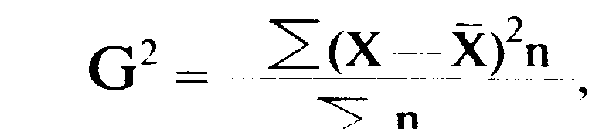 G² = ∑(X — X̄)²n / ∑ n,